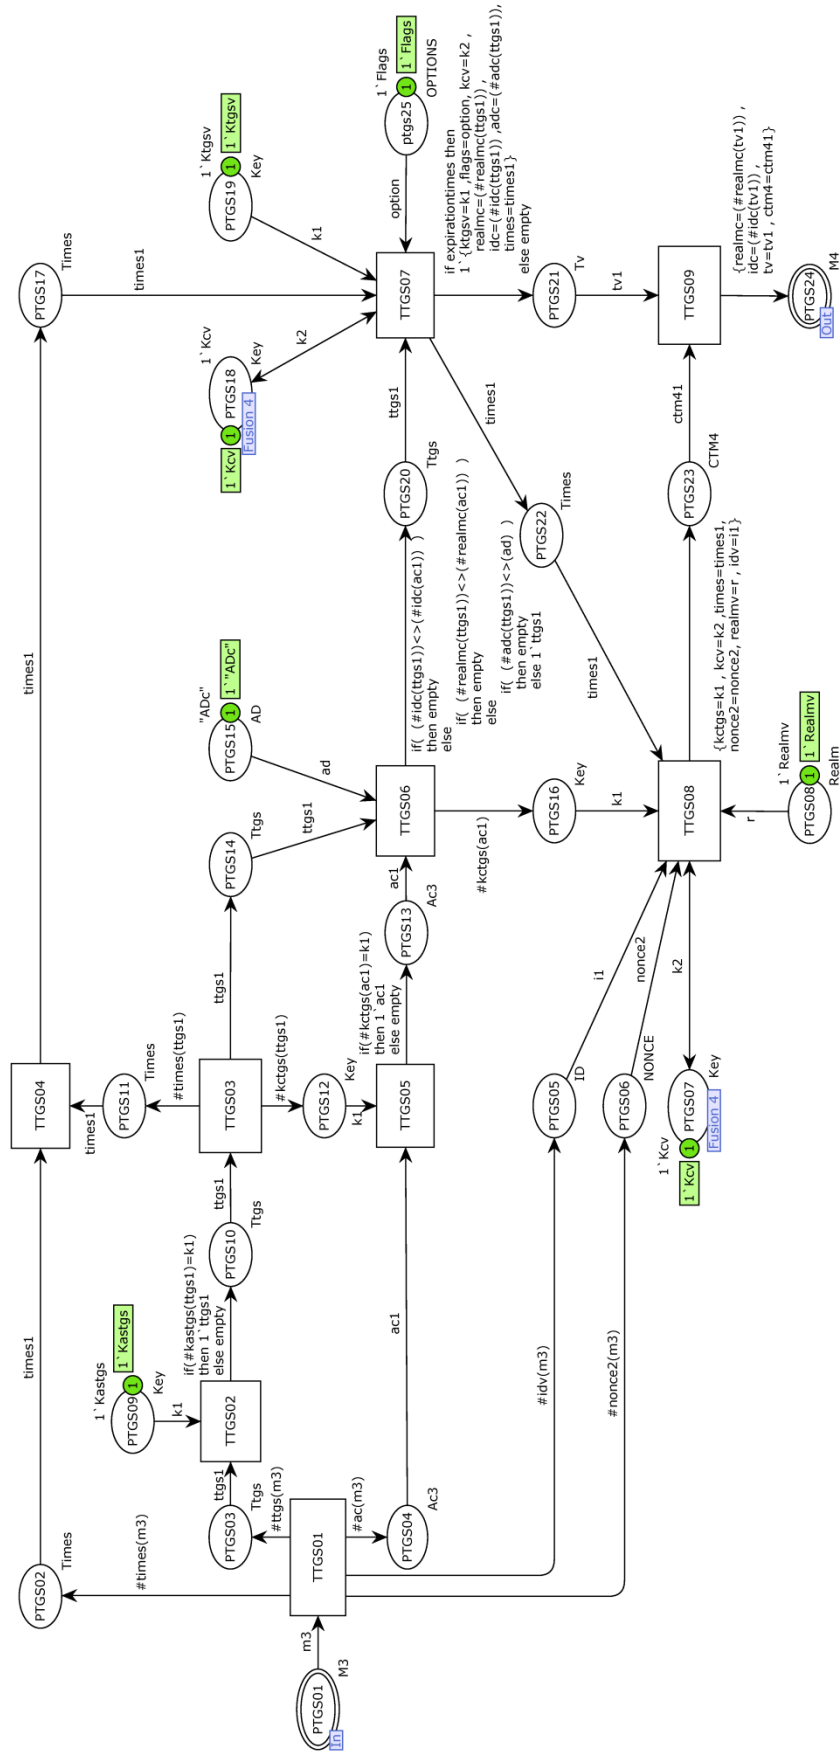 PTGS01
M3
In
m3
TTGS01
#times(m3)
PTGS02
Times
times1
#ttgs(m3)
PTGS03
Ttgs
ttgs1
#ac(m3)
PTGS04
Ac3
ac1
#idv(m3)
#nonce2(m3)
1`Kastgs
1`Kastgs
1
PTGS09
Key
k1
TTGS02
if(#kastgs(ttgs1)=k1)
then 1`ttgs1
else empty
PTGS10
Ttgs
ttgs1
TTGS03
#times(ttgs1)
PTGS11
Times
times1
TTGS04
times1
#kctgs(ttgs1)
PTGS12
Key
k1
TTGS05
if(#kctgs(ac1)=k1)
then 1`ac1
else empty
PTGS13
Ac3
ac1
ttgs1
PTGS14
Ttgs
ttgs1
"ADc"
1`"ADc"
1
PTGS15
AD
ad
TTGS06
#kctgs(ac1)
PTGS16
Key
k1
PTGS05
ID
i1
PTGS06
NONCE
nonce2
1`Kcv
1`Kcv
1
PTGS07
Key
Fusion 4
k2
TTGS08
r
1`Realmv
1`Realmv
1
PTGS08
Realm
if( (#idc(ttgs1))<>(#idc(ac1)) )
then empty
else
if( (#realmc(ttgs1))<>(#realmc(ac1)) )
then empty
else
if( (#adc(ttgs1))<>(ad) )
then empty
else 1`ttgs1
PTGS20
Ttgs
ttgs1
PTGS17
Times
times1
1`Kcv
1`Kcv
1
PTGS18
Key
Fusion 4
k2
1`Ktgsv
1`Ktgsv
1
PTGS19
Key
k1
TTGS07
option
1`Flags
1`Flags
1
ptgs25
OPTIONS
times1
PTGS22
Times
times1
if expirationtimes then
1`{ktgsv=k1 ,flags=option, kcv=k2 ,
realmc=(#realmc(ttgs1)) ,
idc=(#idc(ttgs1)) ,adc=(#adc(ttgs1)),
times=times1}
else empty
PTGS21
Tv
tv1
{kctgs=k1 , kcv=k2 ,times=times1,
nonce2=nonce2, realmv=r , idv=i1}
PTGS23
CTM4
ctm41
TTGS09
{realmc=(#realmc(tv1)) ,
idc=(#idc(tv1)) ,
tv=tv1 , ctm4=ctm41}
PTGS24
M4
Out